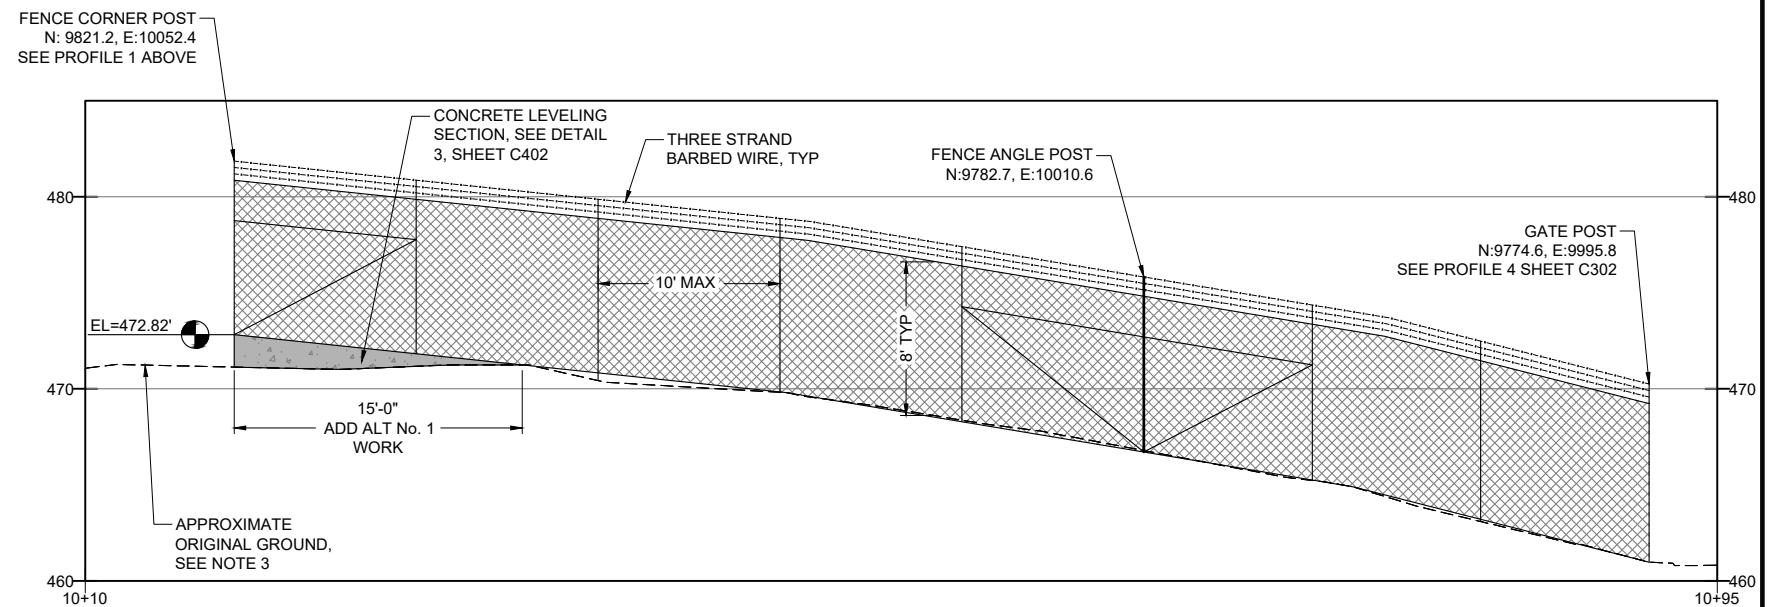 FENCE CORNER POST
N: 9821.2, E:10052.4
SEE PROFILE 1 ABOVE
CONCRETE LEVELING
SECTION, SEE DETAIL
3, SHEET C402
THREE STRAND
BARBED WIRE, TYP
FENCE ANGLE POST
N:9782.7, E:10010.6
GATE POST
N:9774.6, E:9995.8
SEE PROFILE 4 SHEET C302
480
480
10' MAX
8' TYP
EL=472.82'
470
470
15'-0"
ADD ALT No. 1
WORK
APPROXIMATE
ORIGINAL GROUND,
SEE NOTE 3
460
460
10+10
10+95